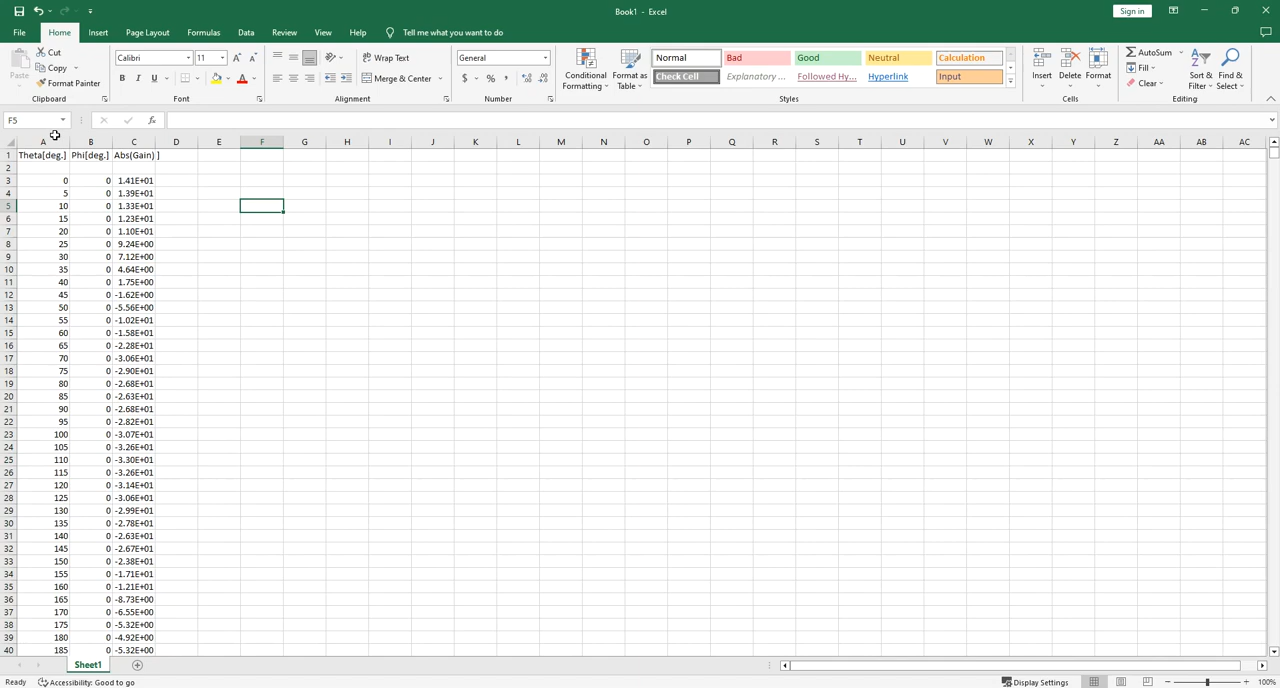 Book1 - Excel
Sign in
File Home Insert Page Layout Formulas Data Review View Help Tell me what you want to do
Paste
Cut
Copy
Format Painter
Clipboard
Calibri 11
B I U
Font
Wrap Text
Merge & Center
Alignment
General
$ %
Number
Conditional Formatting
Format as Table
Normal Bad Good Neutral Calculation
Check Cell Explanatory ... Followed Hy... Hyperlink Input
Styles
Insert Delete Format
Cells
AutoSum
Fill
Clear
Sort & Filter
Find & Select
Editing
F5 fx
A B C D E F G H I J K L M N O P Q R S T U V W X Y Z AA AB AC
1 Theta[deg.] Phi[deg.] Abs(Gain) ]
2
3 0 0 1.41E+01
4 5 0 1.39E+01
5 10 0 1.33E+01
6 15 0 1.23E+01
7 20 0 1.10E+01
8 25 0 9.24E+00
9 30 0 7.12E+00
10 35 0 4.64E+00
11 40 0 1.75E+00
12 45 0 -1.62E+00
13 50 0 -5.56E+00
14 55 0 -1.02E+01
15 60 0 -1.58E+01
16 65 0 -2.28E+01
17 70 0 -3.06E+01
18 75 0 -2.90E+01
19 80 0 -2.68E+01
20 85 0 -2.63E+01
21 90 0 -2.68E+01
22 95 0 -2.82E+01
23 100 0 -3.07E+01
24 105 0 -3.26E+01
25 110 0 -3.30E+01
26 115 0 -3.26E+01
27 120 0 -3.14E+01
28 125 0 -3.06E+01
29 130 0 -2.99E+01
30 135 0 -2.78E+01
31 140 0 -2.63E+01
32 145 0 -2.67E+01
33 150 0 -2.38E+01
34 155 0 -1.71E+01
35 160 0 -1.21E+01
36 165 0 -8.73E+00
37 170 0 -6.55E+00
38 175 0 -5.32E+00
39 180 0 -4.92E+00
40 185 0 -5.32E+00
Sheet1
Ready Accessibility: Good to go Display Settings 100%